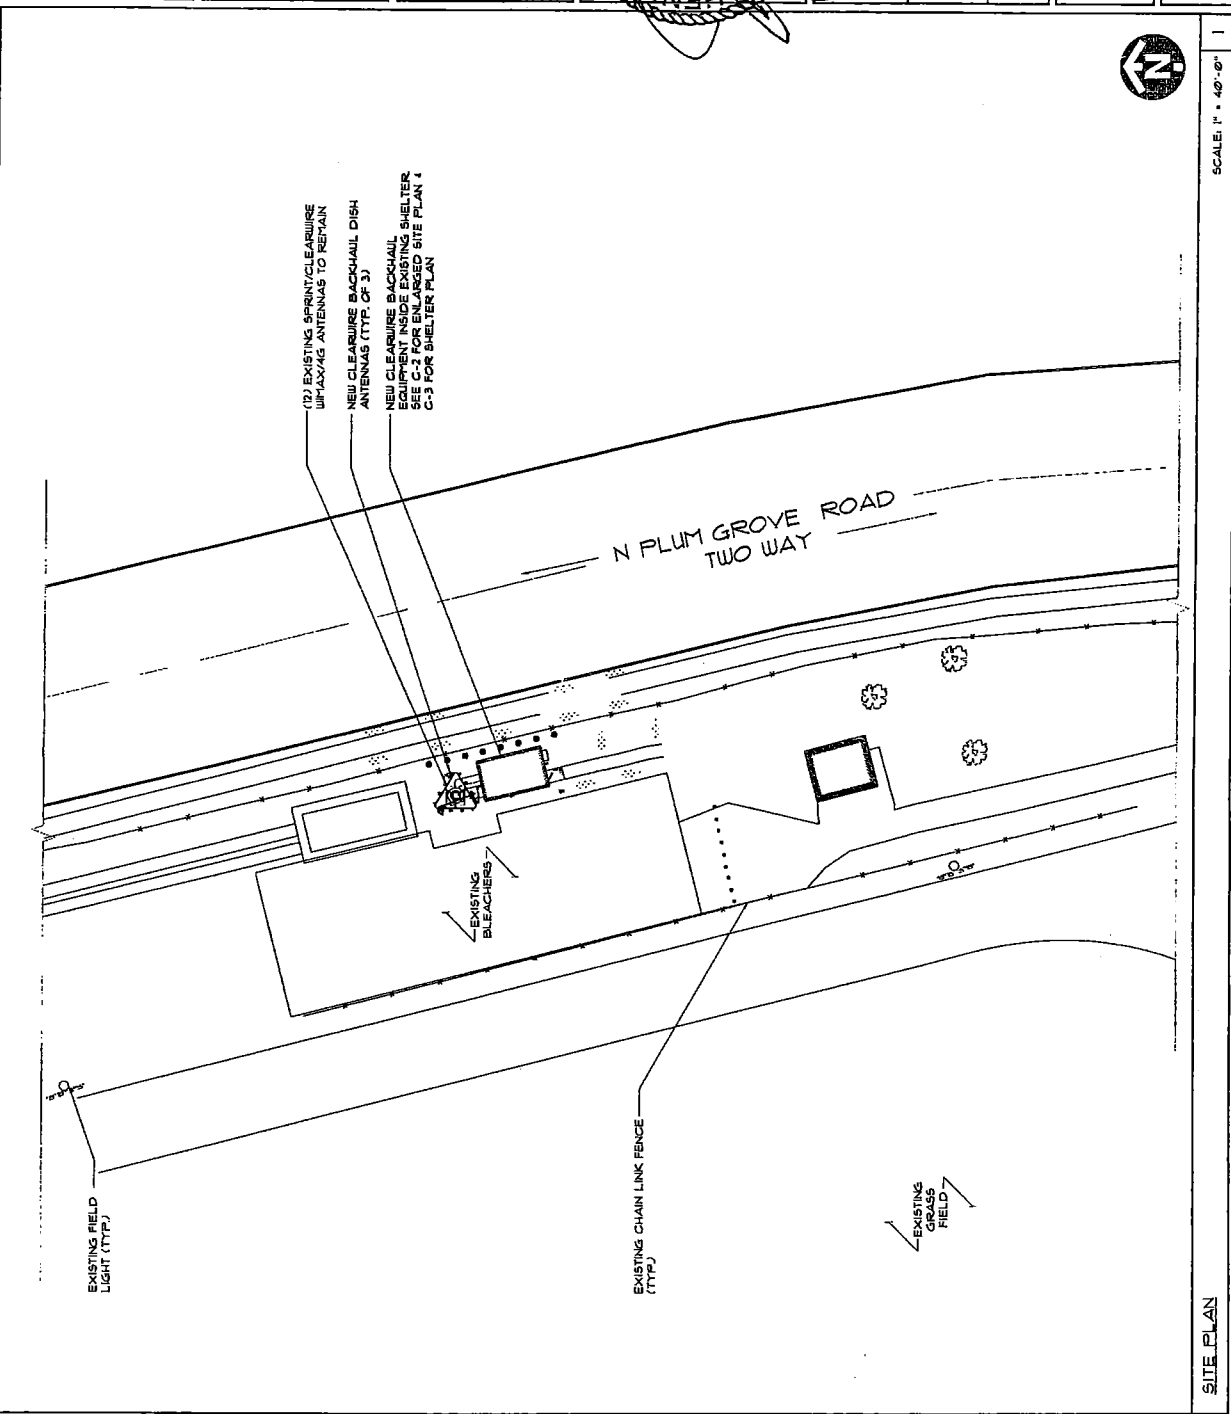 (12) EXISTING SPRINT/CLEARWIRE
WIMAX/4G ANTENNAS TO REMAIN
NEW CLEARWIRE BACKHAUL DISH
ANTENNAS (TYP. OF 3)
NEW CLEARWIRE BACKHAUL
EQUIPMENT INSIDE EXISTING SHELTER.
SEE C-2 FOR ENLARGED SITE PLAN &
C-3 FOR SHELTER PLAN
N PLUM GROVE ROAD
TWO WAY
EXISTING
BLEACHERS
EXISTING FIELD
LIGHT (TYP.)
EXISTING CHAIN LINK FENCE
(TYP.)
EXISTING
GRASS
FIELD
N
SITE PLAN
SCALE: 1" = 40'-0"
1